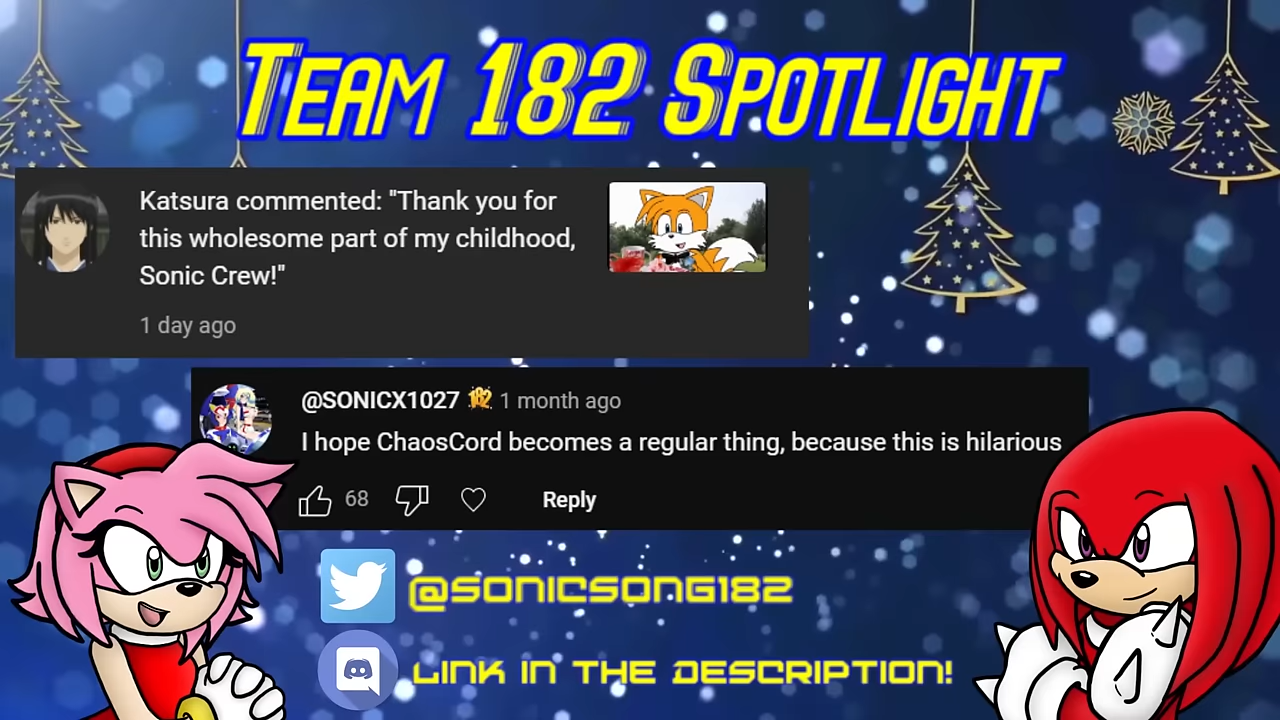 Team 182 Spotlight
Katsura commented: "Thank you for
this wholesome part of my childhood,
Sonic Crew!"
1 day ago
@SONICX1027 182 1 month ago
I hope ChaosCord becomes a regular thing, because this is hilarious
68 Reply
@SONICSONG182
LINK IN THE DESCRIPTION!